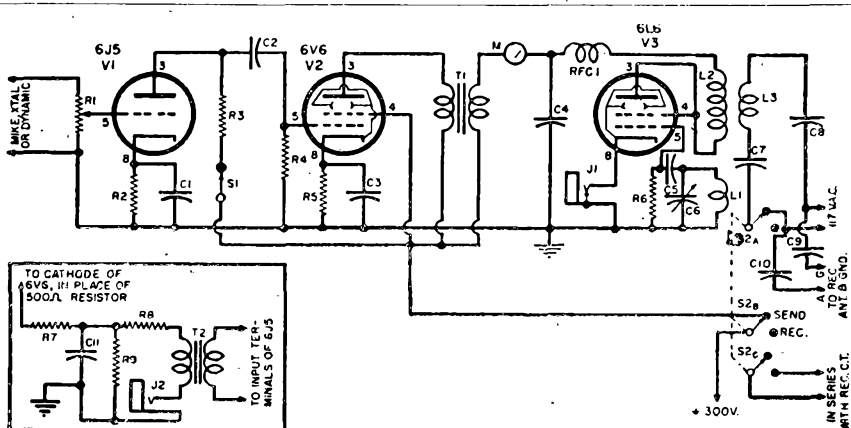 6J5
V1
3
5
8
MIKE, XTAL
OR DYNAMIC
R1
R2
C1
R3
S1
C2
6V6
V2
3
4
5
8
R4
R5
C3
T1
M
C4
RFC1
6L6
V3
3
4
5
8
J1
R6
C5
C6
L1
L2
L3
C7
C8
S2A
C9
C10
117 V.A.C.
G
A
TO REC.
ANT. & GND.
S2B
SEND
REC.
S2C
+ 300V.
IN SERIES
WITH REC. C.T.
TO CATHODE OF
6V6, IN PLACE OF
500Ω RESISTOR
R7
C11
R9
R8
J2
T2
TO INPUT TER-
MINALS OF 6J5